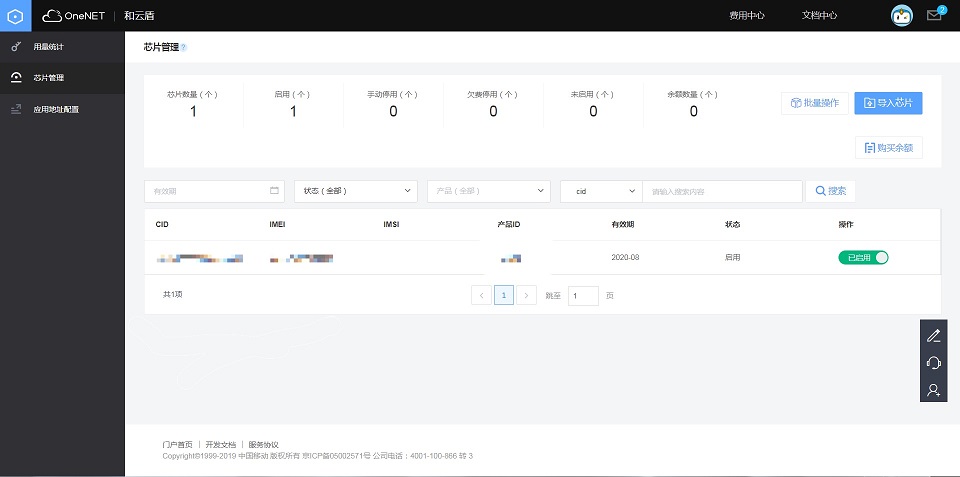 OneNET | 和云盾 费用中心 文档中心 2
用量统计
芯片管理
应用地址配置
芯片管理 ?
芯片数量（个） 启用（个） 手动停用（个） 欠费停用（个） 未启用（个） 余额数量（个）
1 1 0 0 0 0
批量操作 导入芯片
购买余额
有效期 状态（全部） 产品（全部） cid 请输入搜索内容 搜索
CID IMEI IMSI 产品ID 有效期 状态 操作
2020-08 启用 已启用
共1项 < 1 > 跳至 1 页
门户首页 | 开发文档 | 服务协议
Copyright©1999-2019 中国移动 版权所有 京ICP备05002571号 公司电话：4001-100-866 转 3